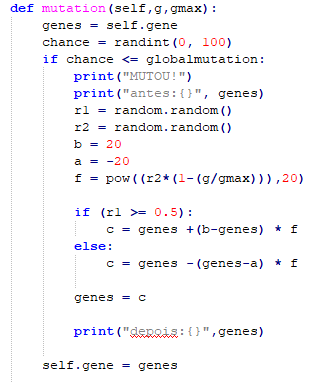 def mutation(self,g,gmax):
    genes = self.gene
    chance = randint(0, 100)
    if chance <= globalmutation:
        print("MUTOU!")
        print("antes:{}", genes)
        r1 = random.random()
        r2 = random.random()
        b = 20
        a = -20
        f = pow((r2*(1-(g/gmax))),20)
        if (r1 >= 0.5):
            c = genes +(b-genes) * f
        else:
            c = genes -(genes-a) * f
        genes = c
        print("depois:{}",genes)
    self.gene = genes